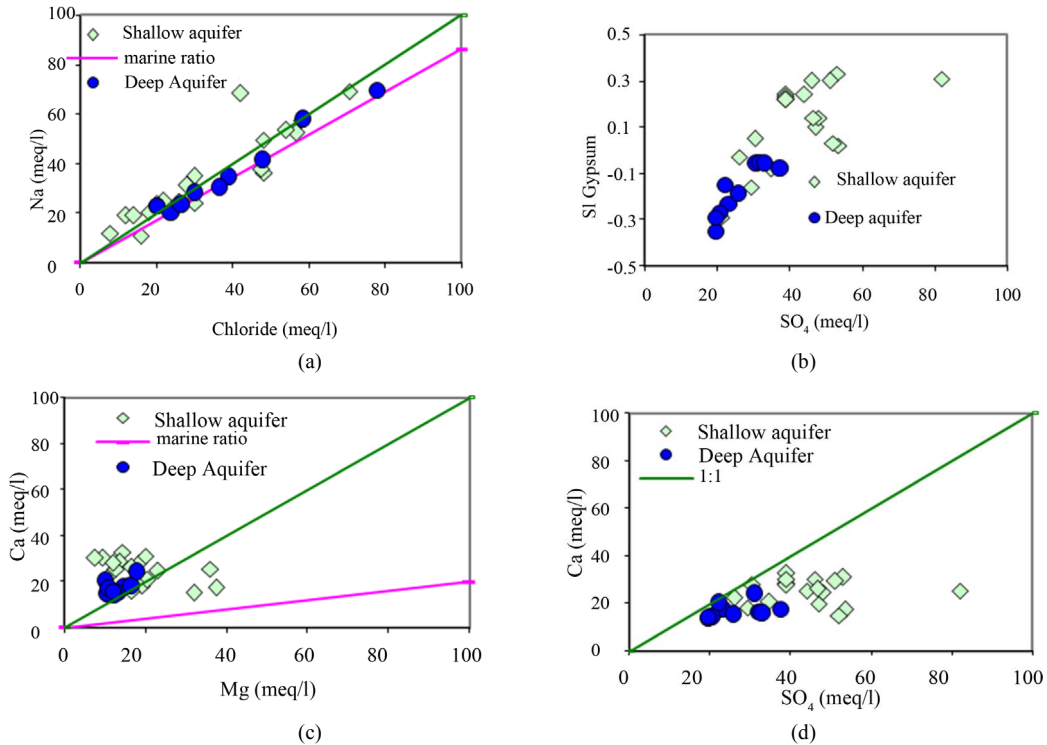 100
80
60
40
20
0
Na (meq/l)
Shallow aquifer
marine ratio
Deep Aquifer
0 20 40 60 80 100
Chloride (meq/l)
(a)
0.5
0.3
0.1
-0.1
-0.3
-0.5
SI Gypsum
Shallow aquifer
Deep aquifer
0 20 40 60 80 100
SO4 (meq/l)
(b)
100
80
60
40
20
0
Ca (meq/l)
Shallow aquifer
marine ratio
Deep Aquifer
0 20 40 60 80 100
Mg (meq/l)
(c)
100
80
60
40
20
0
Ca (meq/l)
Shallow aquifer
Deep Aquifer
1:1
0 20 40 60 80 100
SO4 (meq/l)
(d)